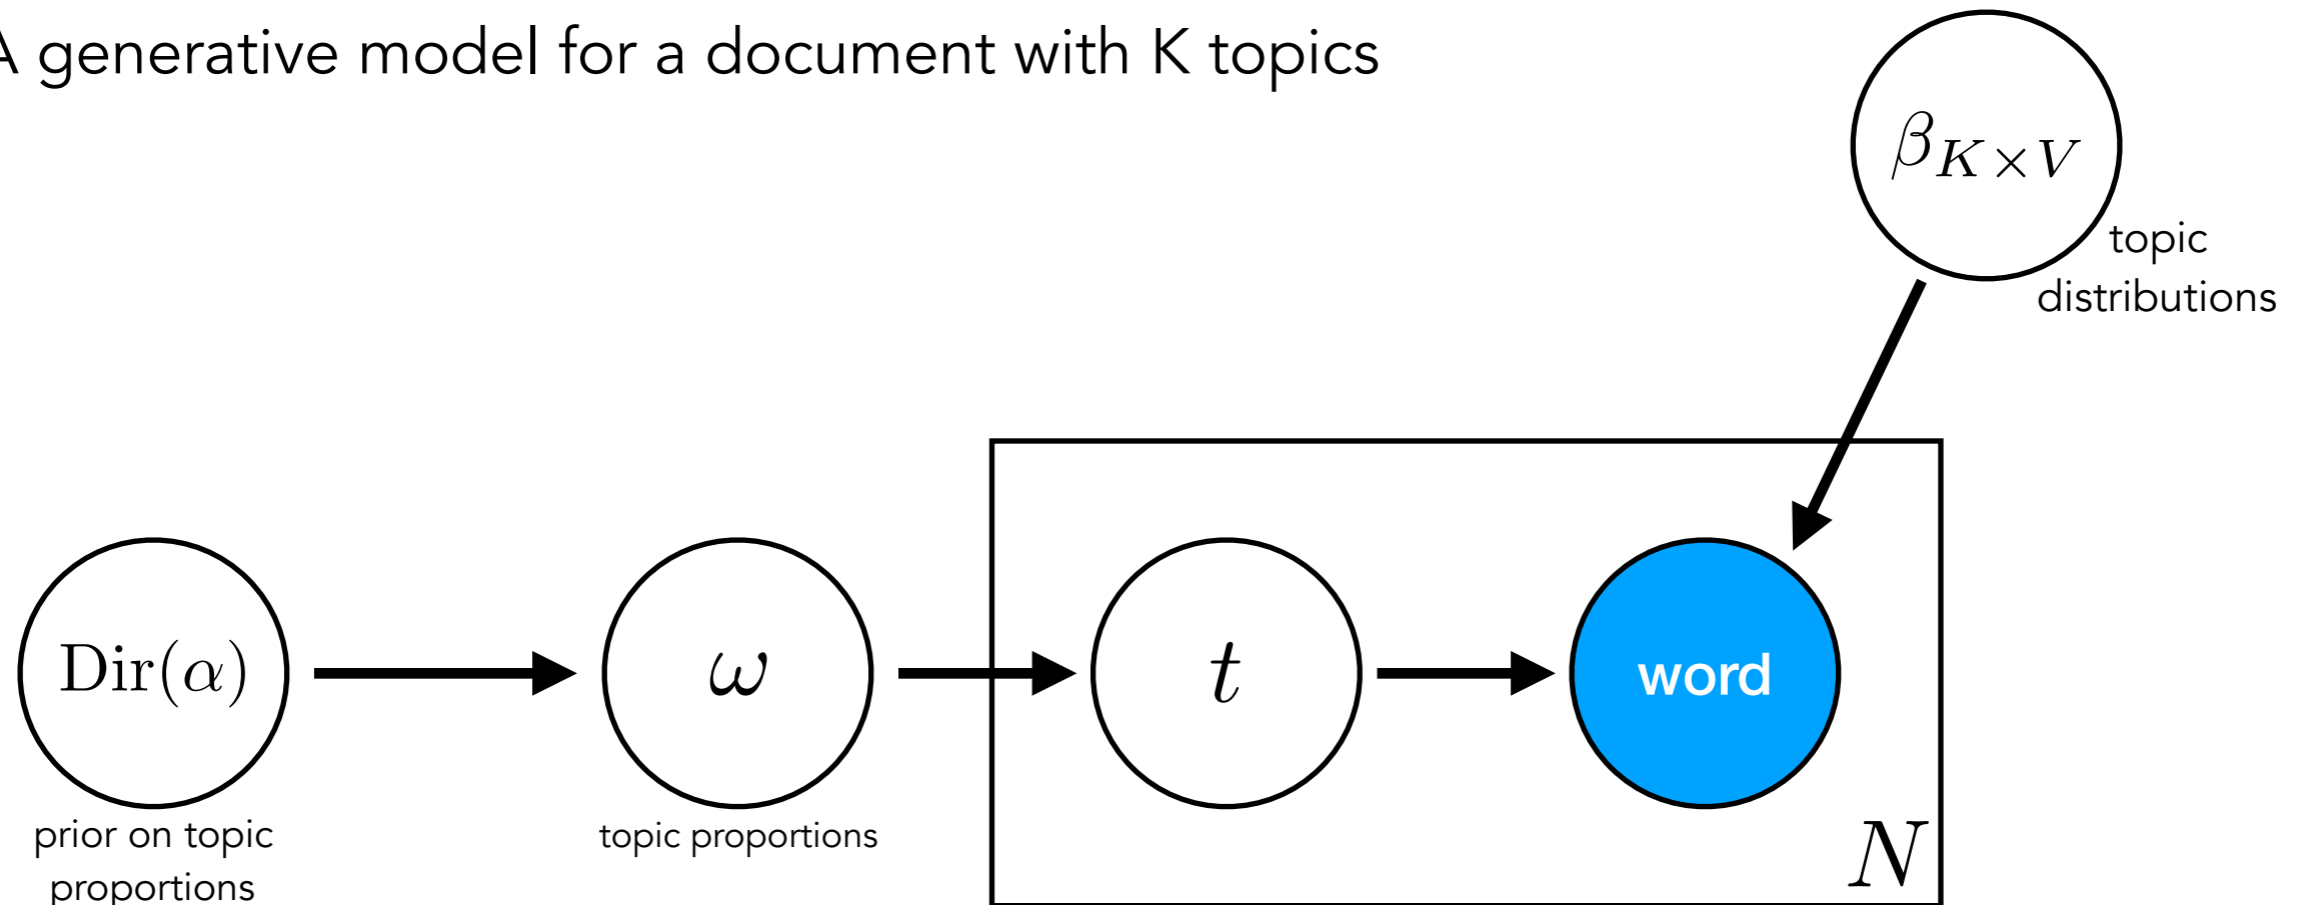 A generative model for a document with K topics
β_{K×V}
topic
distributions
Dir(α)
ω
t
word
prior on topic
proportions
topic proportions
N